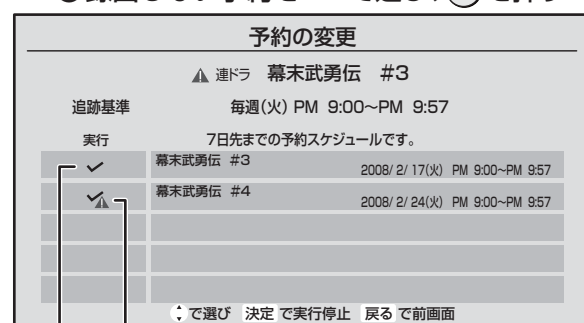 予約の変更
連ドラ 幕末武勇伝 #3
追跡基準 毎週(火) PM 9:00~PM 9:57
実行 7日先までの予約スケジュールです。
幕末武勇伝 #3 2008/ 2/ 17(火) PM 9:00~PM 9:57
幕末武勇伝 #4 2008/ 2/ 24(火) PM 9:00~PM 9:57
で選び 決定 で実行停止 戻る で前画面